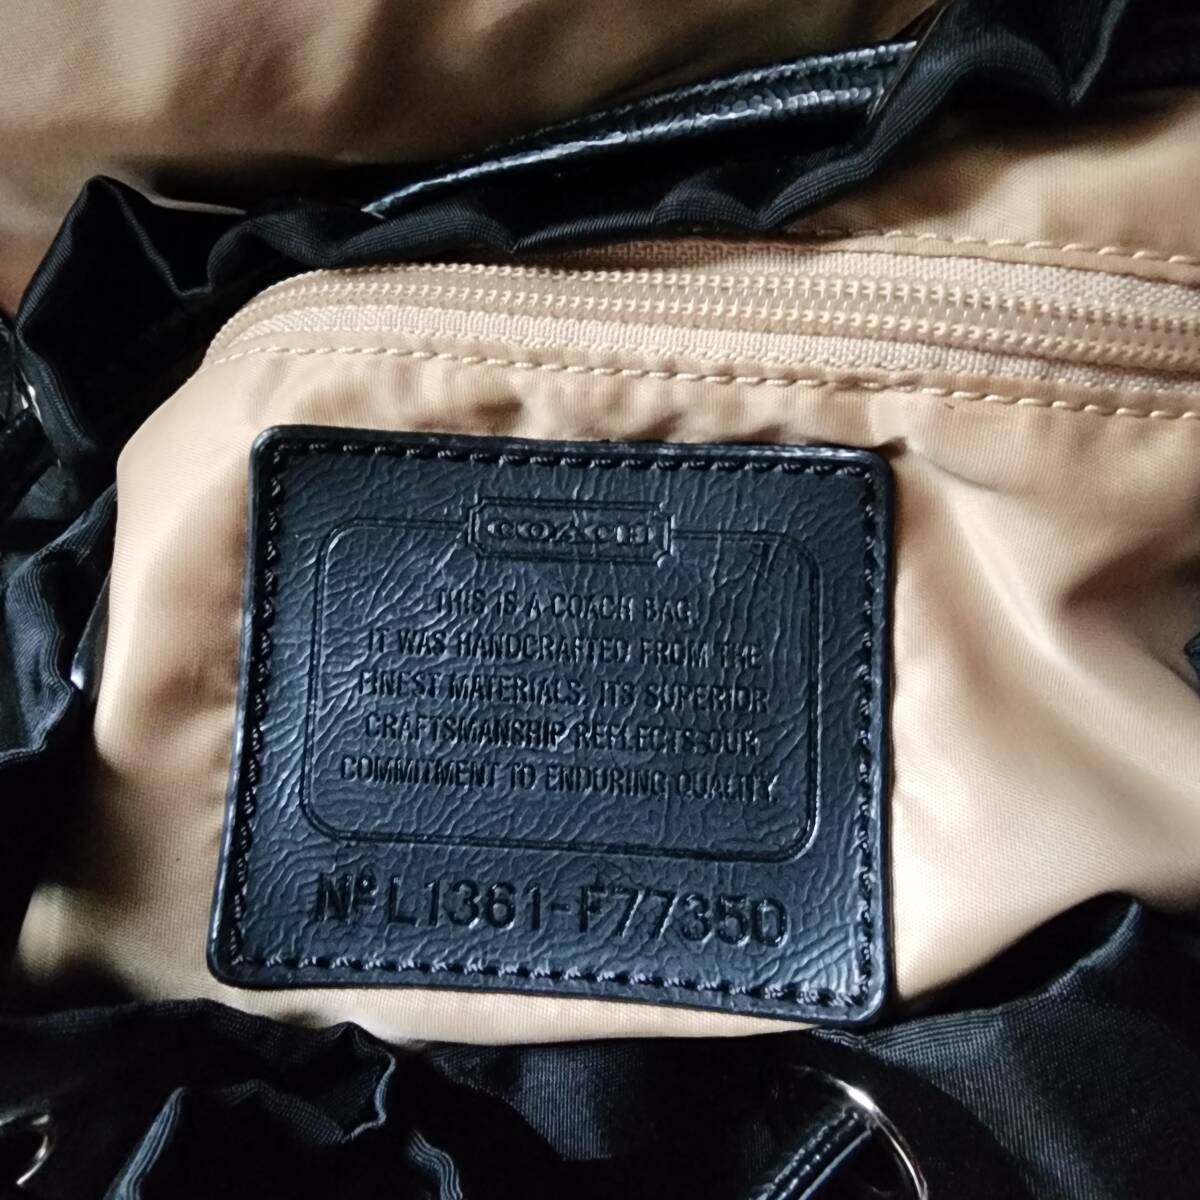 COACH
THIS IS A COACH BAG.
IT WAS HANDCRAFTED FROM THE
FINEST MATERIALS. ITS SUPERIOR
CRAFTSMANSHIP REFLECTS OUR
COMMITMENT TO ENDURING QUALITY.
Nº L1361-F77350